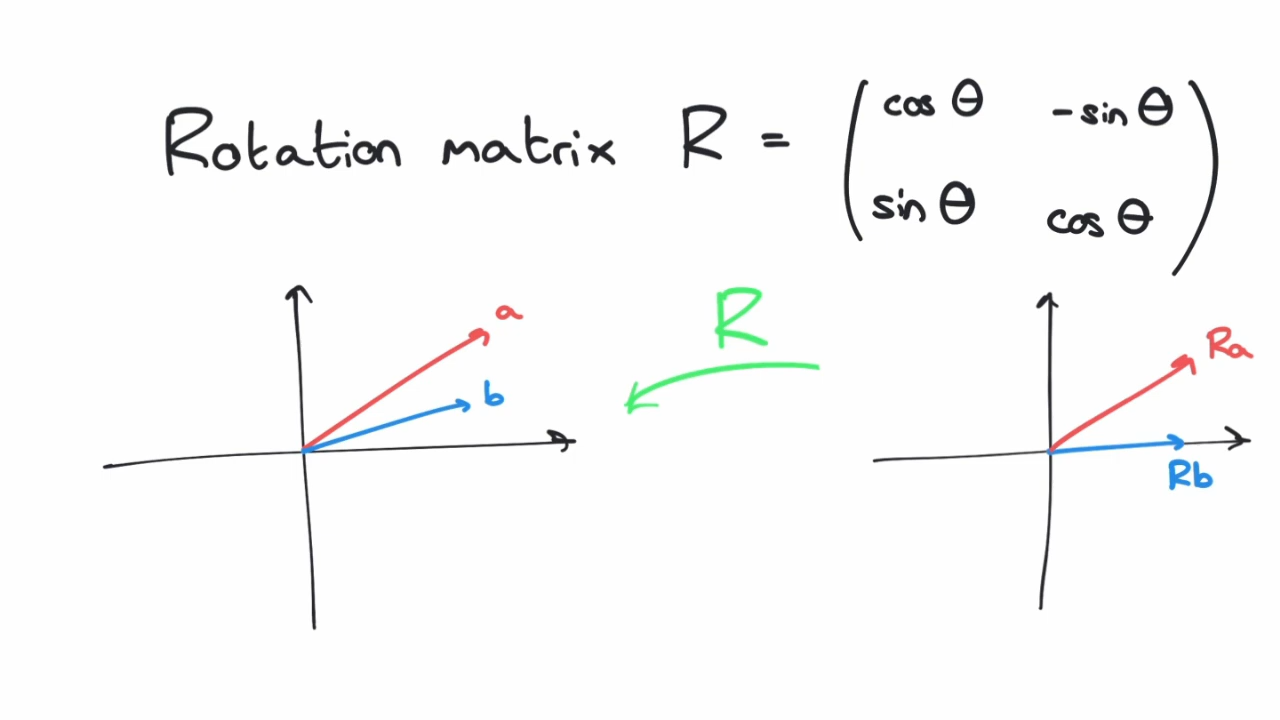 Rotation matrix R = ( cos θ -sin θ
sin θ cos θ )
R
a
b
Ra
Rb